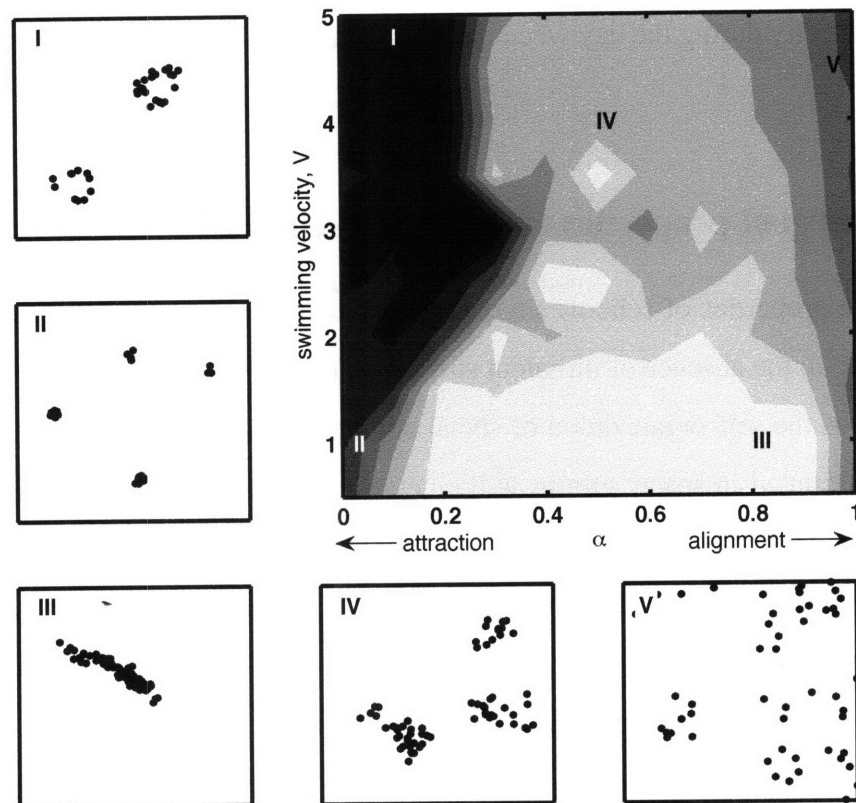 I
II
III
IV
V
5
4
3
2
1
swimming velocity, V
I
II
III
IV
V
0
0.2
0.4
0.6
0.8
1
attraction
α
alignment